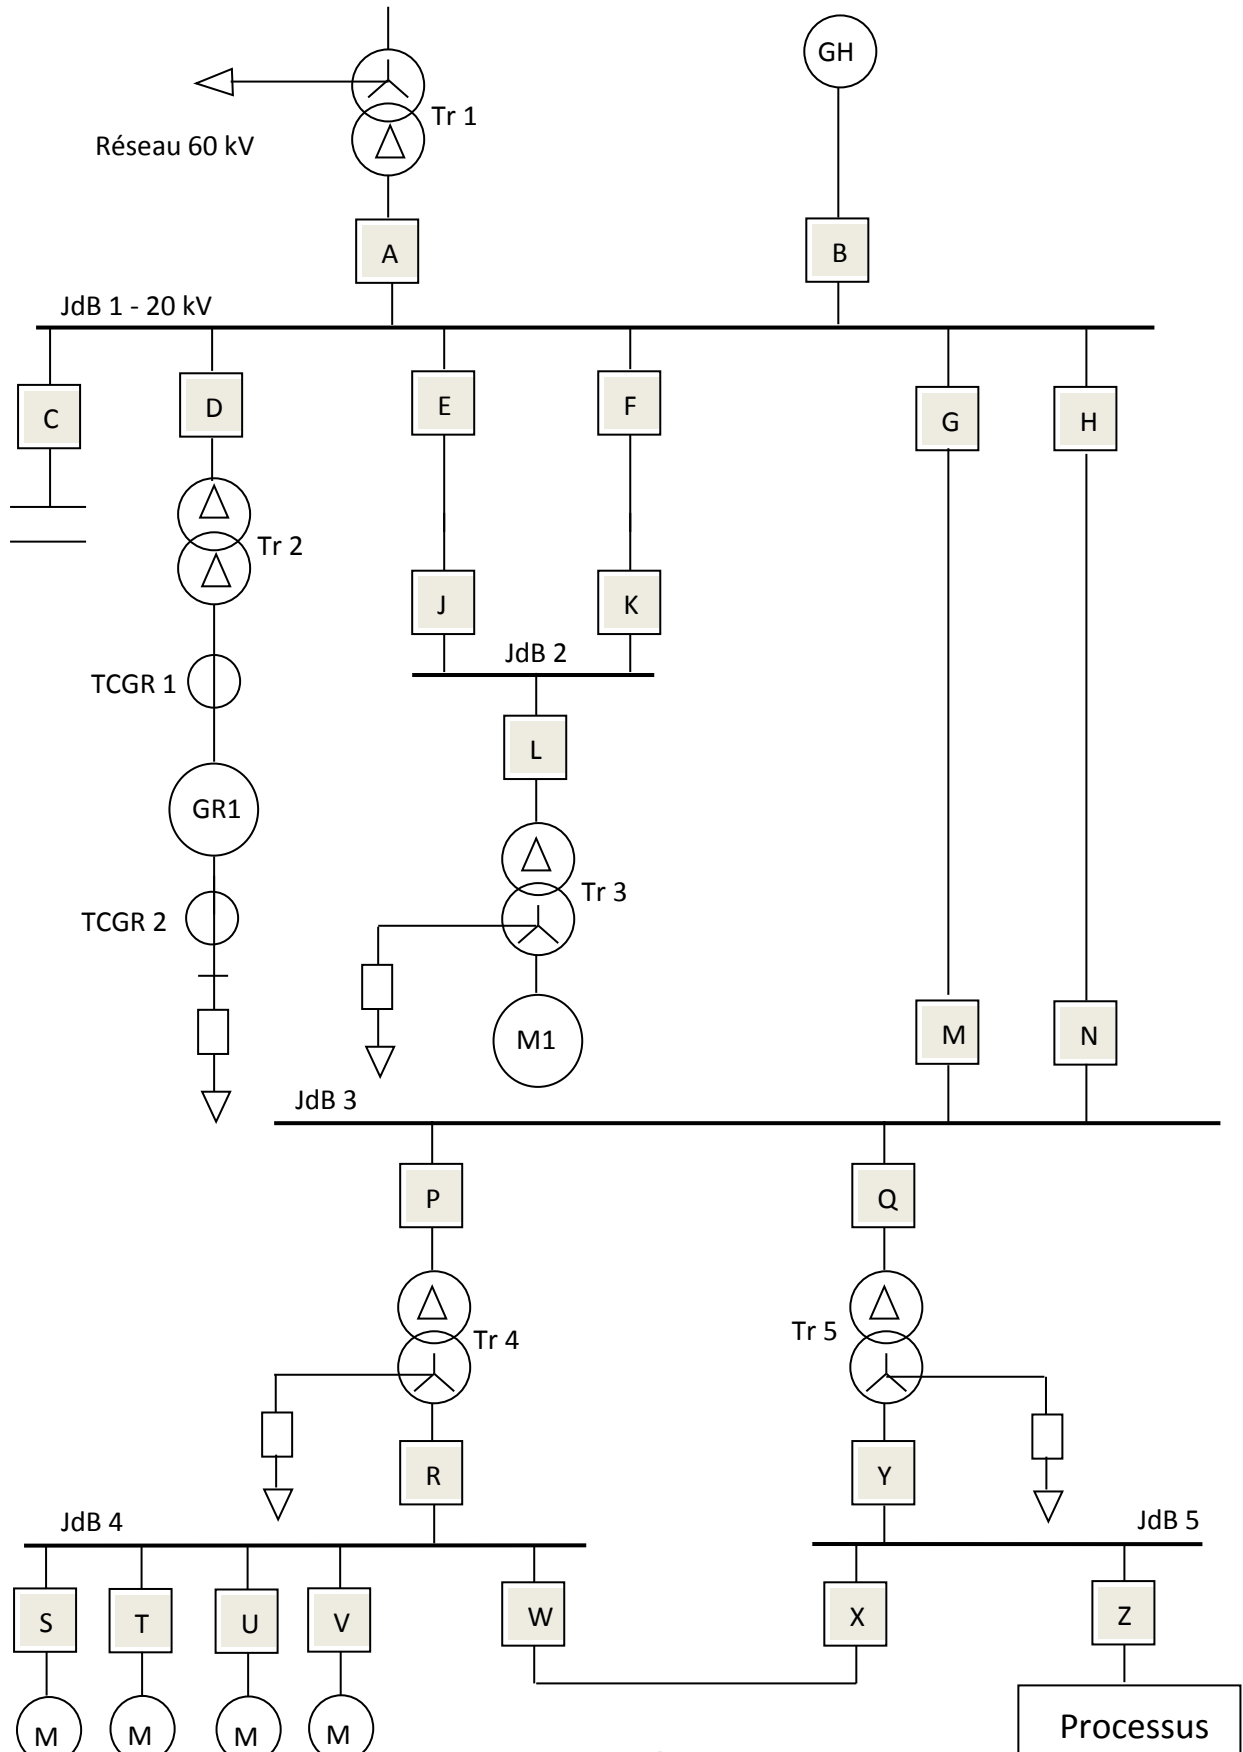 GH
Tr 1
Réseau 60 kV
A
B
JdB 1 - 20 kV
C
D
E
F
G
H
Tr 2
J
K
JdB 2
TCGR 1
L
GR1
Tr 3
TCGR 2
M1
M
N
JdB 3
P
Q
Tr 4
Tr 5
R
Y
JdB 4
JdB 5
S
T
U
V
W
X
Z
M
M
M
M
Processus